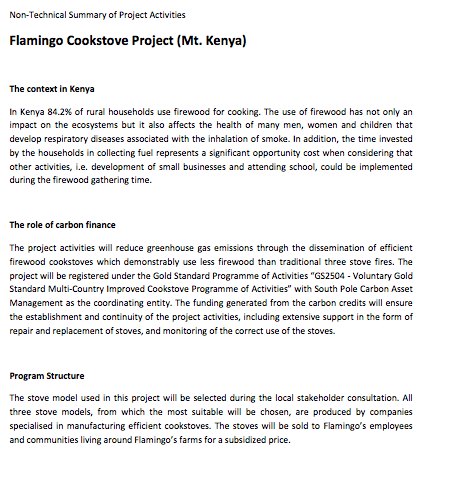 Non-Technical Summary of Project Activities
Flamingo Cookstove Project (Mt. Kenya)
The context in Kenya
In Kenya 84.2% of rural households use firewood for cooking. The use of firewood has not only an
impact on the ecosystems but it also affects the health of many men, women and children that
develop respiratory diseases associated with the inhalation of smoke. In addition, the time invested
by the households in collecting fuel represents a significant opportunity cost when considering that
other activities, i.e. development of small businesses and attending school, could be implemented
during the firewood gathering time.
The role of carbon finance
The project activities will reduce greenhouse gas emissions through the dissemination of efficient
firewood cookstoves which demonstrably use less firewood than traditional three stove fires. The
project will be registered under the Gold Standard Programme of Activities "GS2504 - Voluntary Gold
Standard Multi-Country Improved Cookstove Programme of Activities" with South Pole Carbon Asset
Management as the coordinating entity. The funding generated from the carbon credits will ensure
the establishment and continuity of the project activities, including extensive support in the form of
repair and replacement of stoves, and monitoring of the correct use of the stoves.
Program Structure
The stove model used in this project will be selected during the local stakeholder consultation. All
three stove models, from which the most suitable will be chosen, are produced by companies
specialised in manufacturing efficient cookstoves. The stoves will be sold to Flamingo's employees
and communities living around Flamingo's farms for a subsidized price.